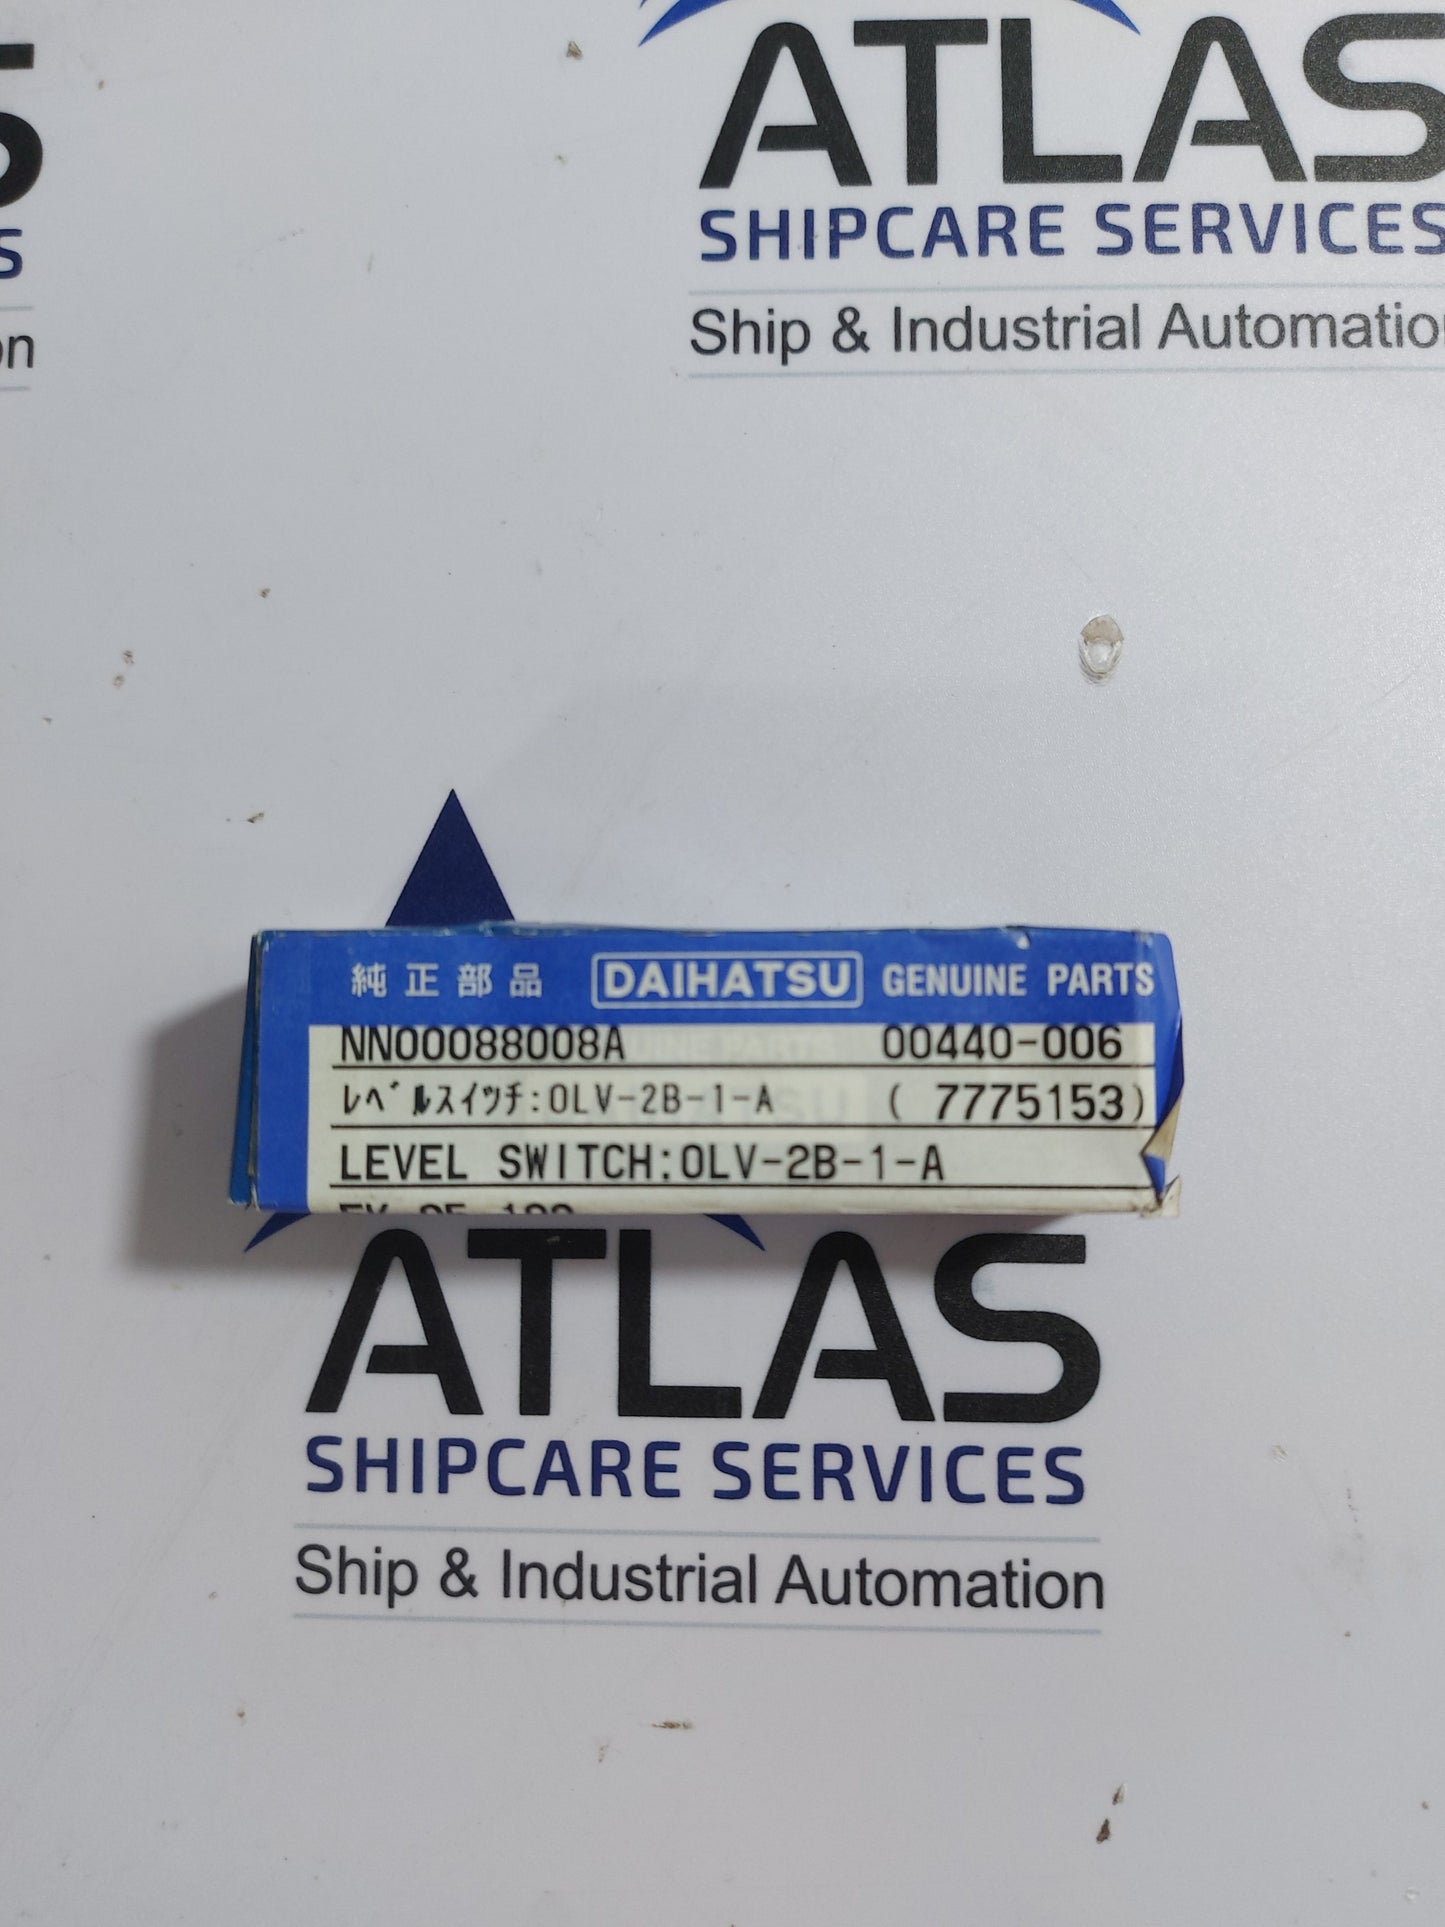 ATLAS
SHIPCARE SERVICES
Ship & Industrial
S
on
純正部品 DAIHATSU GENUINE PARTS
NN00088008A 00440-006
ﾚﾍﾞﾙｽｲｯﾁ:OLV-2B-1-A ( 7775153)
LEVEL SWITCH:OLV-2B-1-A
ATLAS
SHIPCARE SERVICES
Ship & Industrial Automation